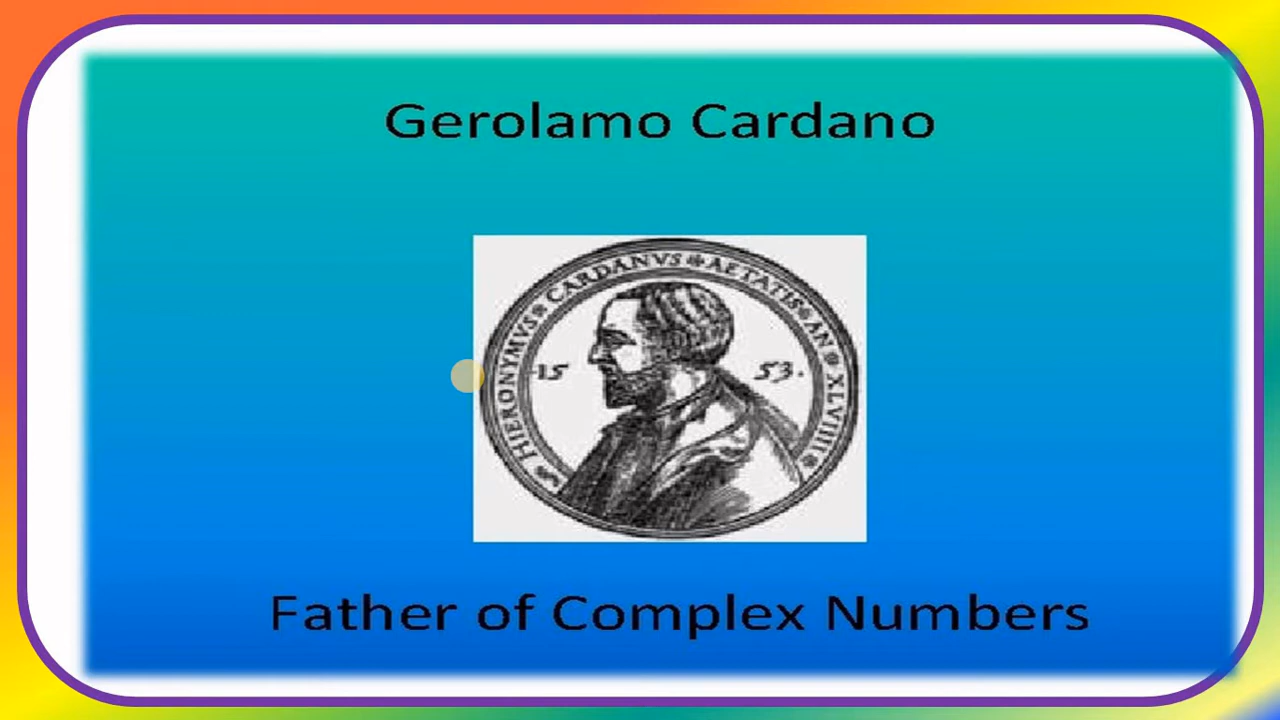 Gerolamo Cardano
HIERONYMVS * CARDANVS * AETATIS * AN * XLVIIII *
15 53.
Father of Complex Numbers